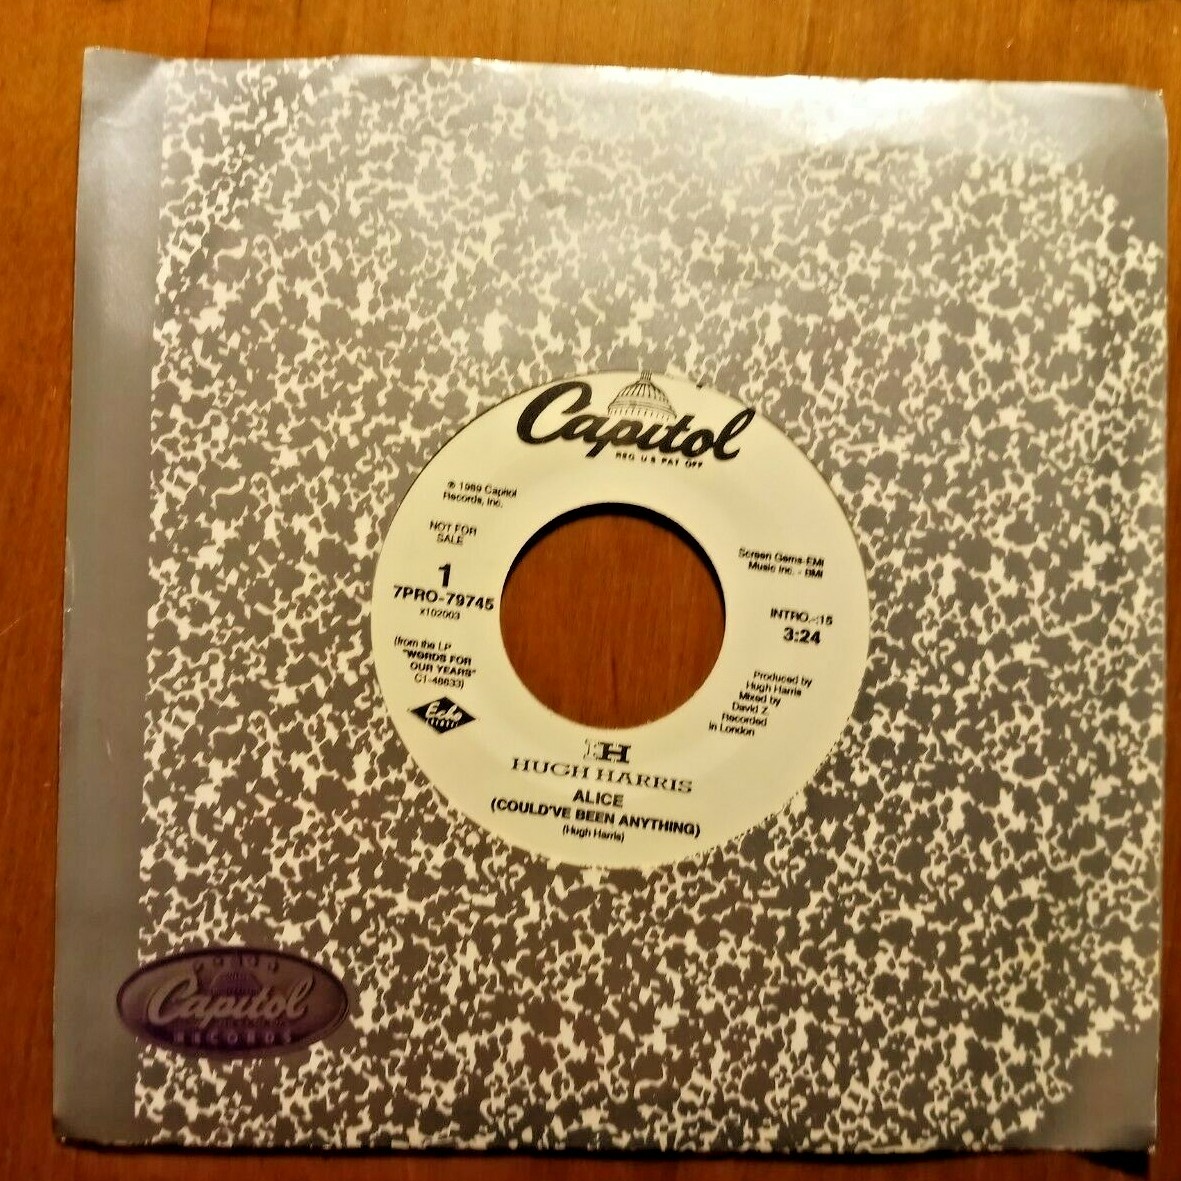 Capitol
REG. U.S. PAT. OFF.
℗ 1989 Capitol
Records, Inc.
NOT FOR
SALE
1
7PRO-79745
x102003
(from the LP
"WORDS FOR
OUR YEARS"
C1-48633)
Echo
Screen Gems-EMI
Music Inc. - BMI
INTRO.-:15
3:24
Produced by
Hugh Harris
Mixed by
David Z.
Recorded
in London
HH
HUGH HARRIS
ALICE
(COULD'VE BEEN ANYTHING)
(Hugh Harris)
Capitol
RECORDS